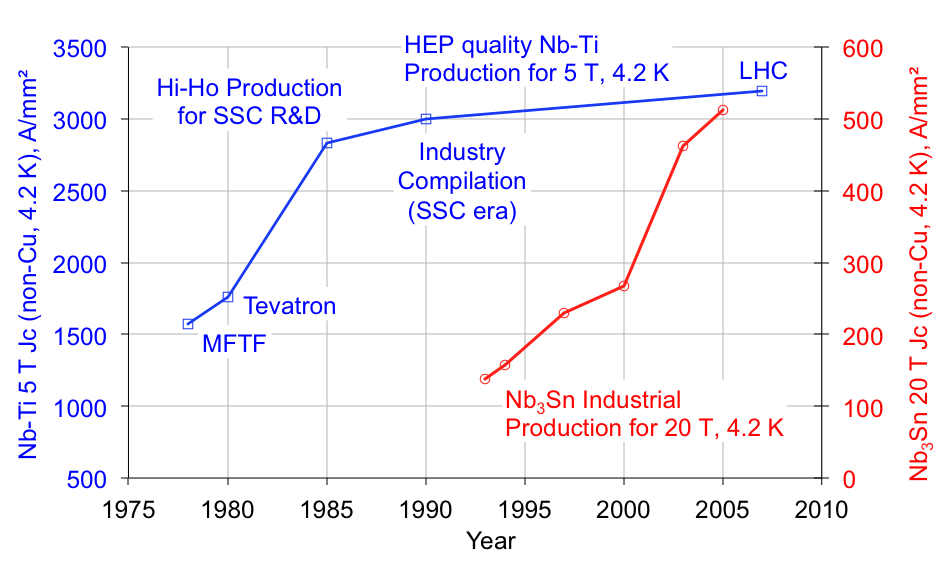 HEP quality Nb-Ti
Production for 5 T, 4.2 K
LHC
Hi-Ho Production
for SSC R&D
Industry
Compilation
(SSC era)
Tevatron
MFTF
Nb₃Sn Industrial
Production for 20 T, 4.2 K
Nb-Ti 5 T Jc (non-Cu, 4.2 K), A/mm²
3500
3000
2500
2000
1500
1000
500
600
500
400
300
200
100
0
Nb₃Sn 20 T Jc (non-Cu, 4.2 K), A/mm²
1975 1980 1985 1990 1995 2000 2005 2010
Year